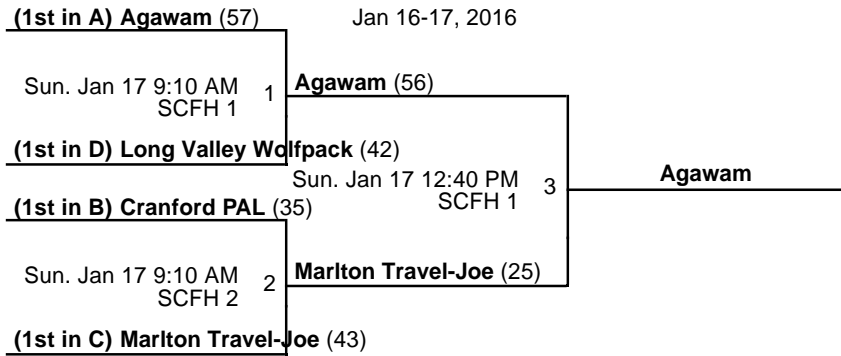 (1st in A) Agawam (57)
Jan 16-17, 2016
Sun. Jan 17 9:10 AM
SCFH 1
1
Agawam (56)
(1st in D) Long Valley Wolfpack (42)
Sun. Jan 17 12:40 PM
SCFH 1
3
Agawam
(1st in B) Cranford PAL (35)
Sun. Jan 17 9:10 AM
SCFH 2
2
Marlton Travel-Joe (25)
(1st in C) Marlton Travel-Joe (43)